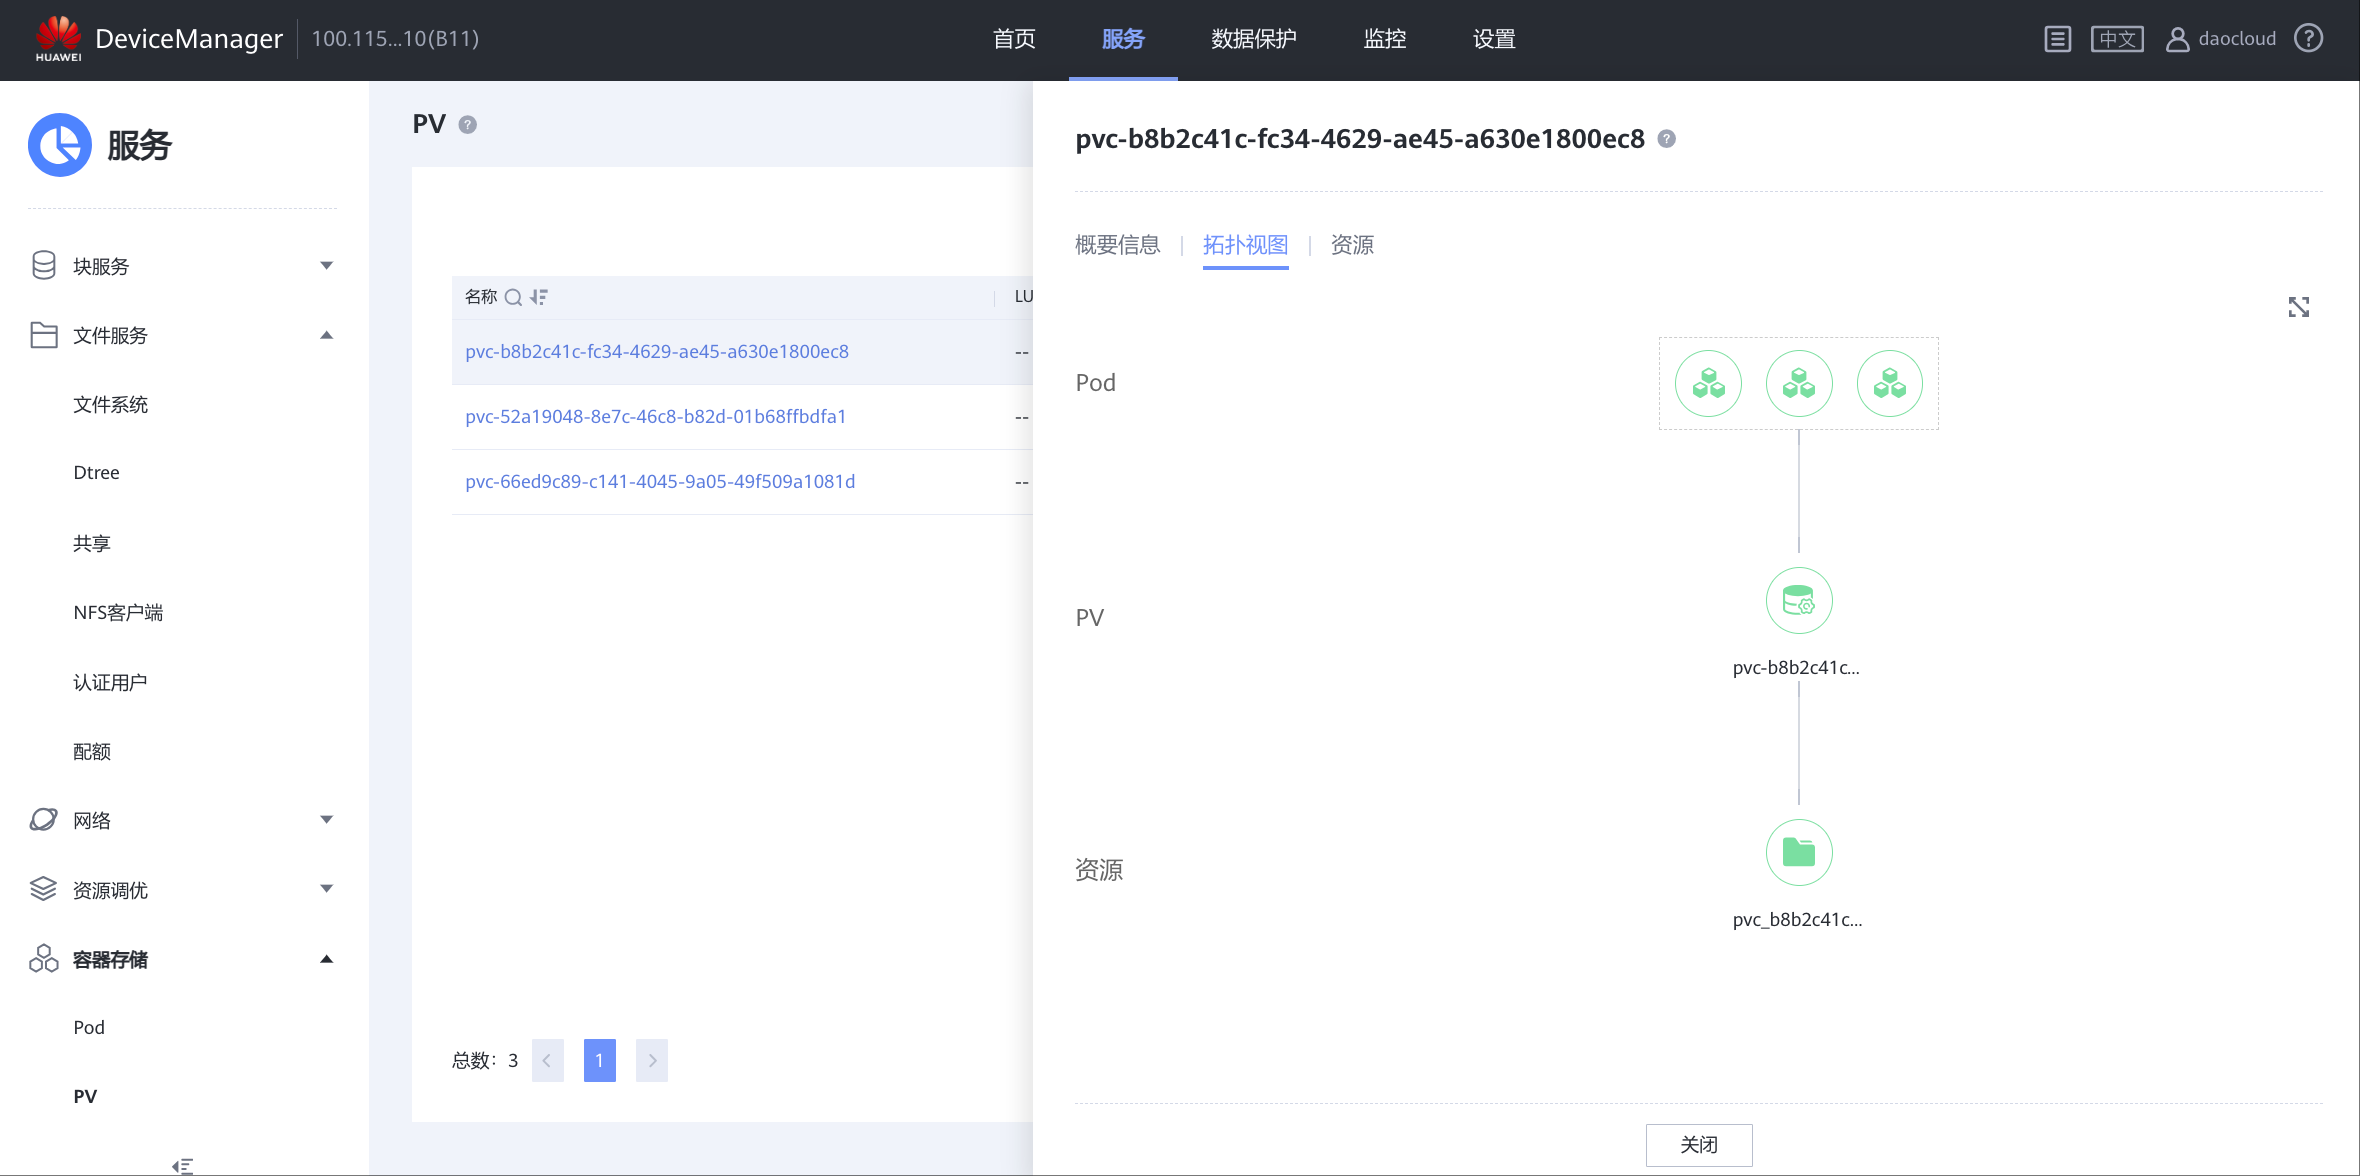 HUAWEI
DeviceManager
100.115...10(B11)
首页
服务
数据保护
监控
设置
中文
daocloud
服务
块服务
文件服务
文件系统
Dtree
共享
NFS客户端
认证用户
配额
网络
资源调优
容器存储
Pod
PV
PV
名称
LU
pvc-b8b2c41c-fc34-4629-ae45-a630e1800ec8
--
pvc-52a19048-8e7c-46c8-b82d-01b68ffbdfa1
--
pvc-66ed9c89-c141-4045-9a05-49f509a1081d
--
总数: 3
1
pvc-b8b2c41c-fc34-4629-ae45-a630e1800ec8
概要信息
拓扑视图
资源
Pod
PV
pvc-b8b2c41c...
资源
pvc_b8b2c41c...
关闭